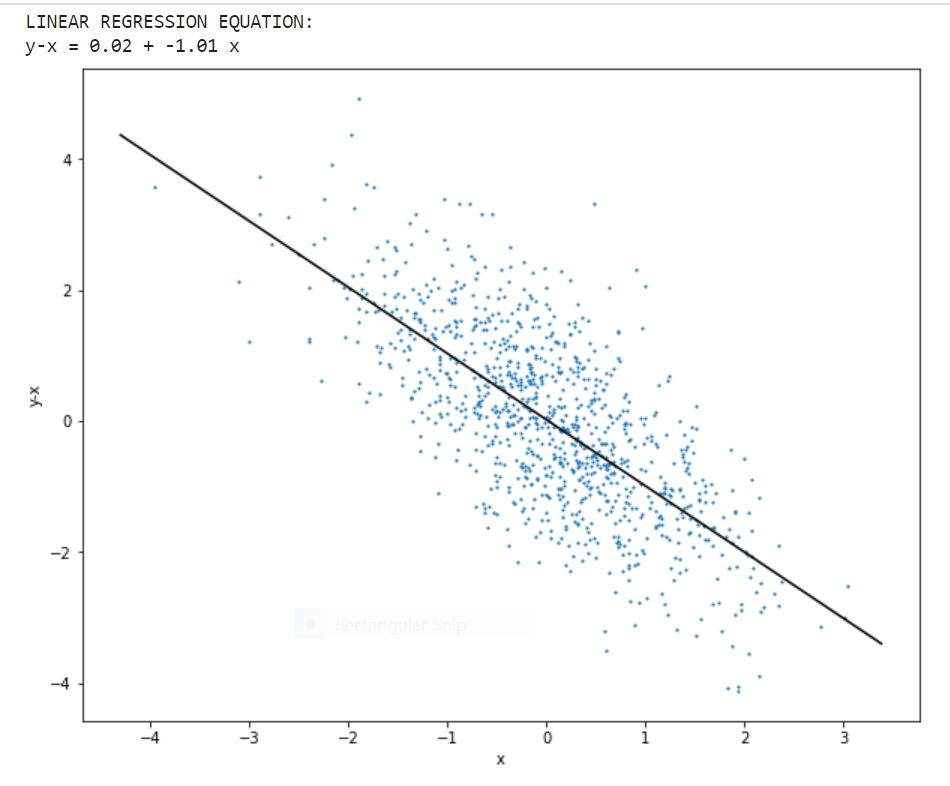 LINEAR REGRESSION EQUATION:
y-x = 0.02 + -1.01 x
4
2
0
−2
−4
y-x
Rectangular Snip
−4 −3 −2 −1 0 1 2 3
x